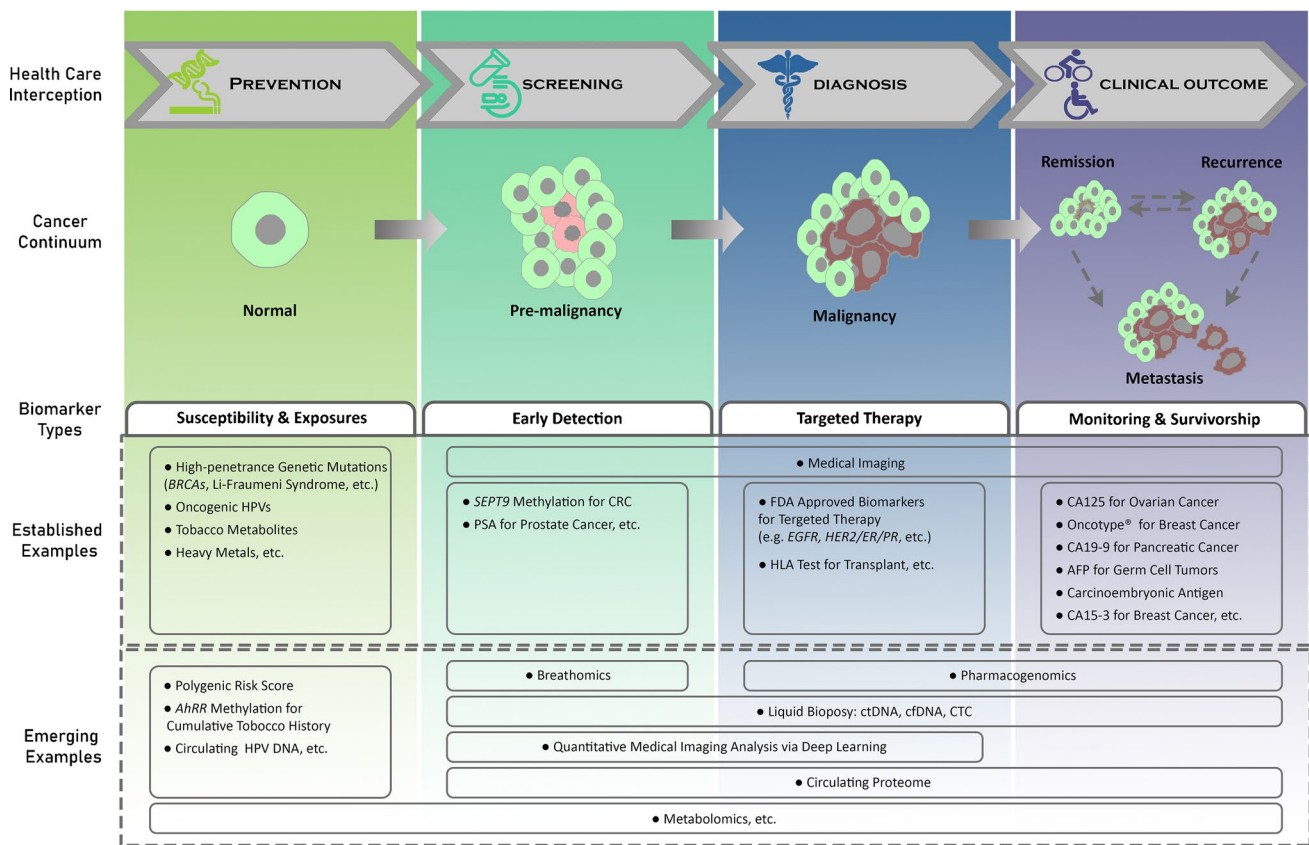 Health Care
Interception
PREVENTION
SCREENING
DIAGNOSIS
CLINICAL OUTCOME
Cancer
Continuum
Normal
Pre-malignancy
Malignancy
Remission
Recurrence
Metastasis
Biomarker
Types
Susceptibility & Exposures
Early Detection
Targeted Therapy
Monitoring & Survivorship
Established
Examples
● High-penetrance Genetic Mutations
(BRCAs, Li-Fraumeni Syndrome, etc.)
● Oncogenic HPVs
● Tobacco Metabolites
● Heavy Metals, etc.
● Medical Imaging
● SEPT9 Methylation for CRC
● PSA for Prostate Cancer, etc.
● FDA Approved Biomarkers
for Targeted Therapy
(e.g. EGFR, HER2/ER/PR, etc.)
● HLA Test for Transplant, etc.
● CA125 for Ovarian Cancer
● Oncotype® for Breast Cancer
● CA19-9 for Pancreatic Cancer
● AFP for Germ Cell Tumors
● Carcinoembryonic Antigen
● CA15-3 for Breast Cancer, etc.
Emerging
Examples
● Polygenic Risk Score
● AhRR Methylation for
Cumulative Tobocco History
● Circulating HPV DNA, etc.
● Breathomics
● Pharmacogenomics
● Liquid Bioposy: ctDNA, cfDNA, CTC
● Quantitative Medical Imaging Analysis via Deep Learning
● Circulating Proteome
● Metabolomics, etc.